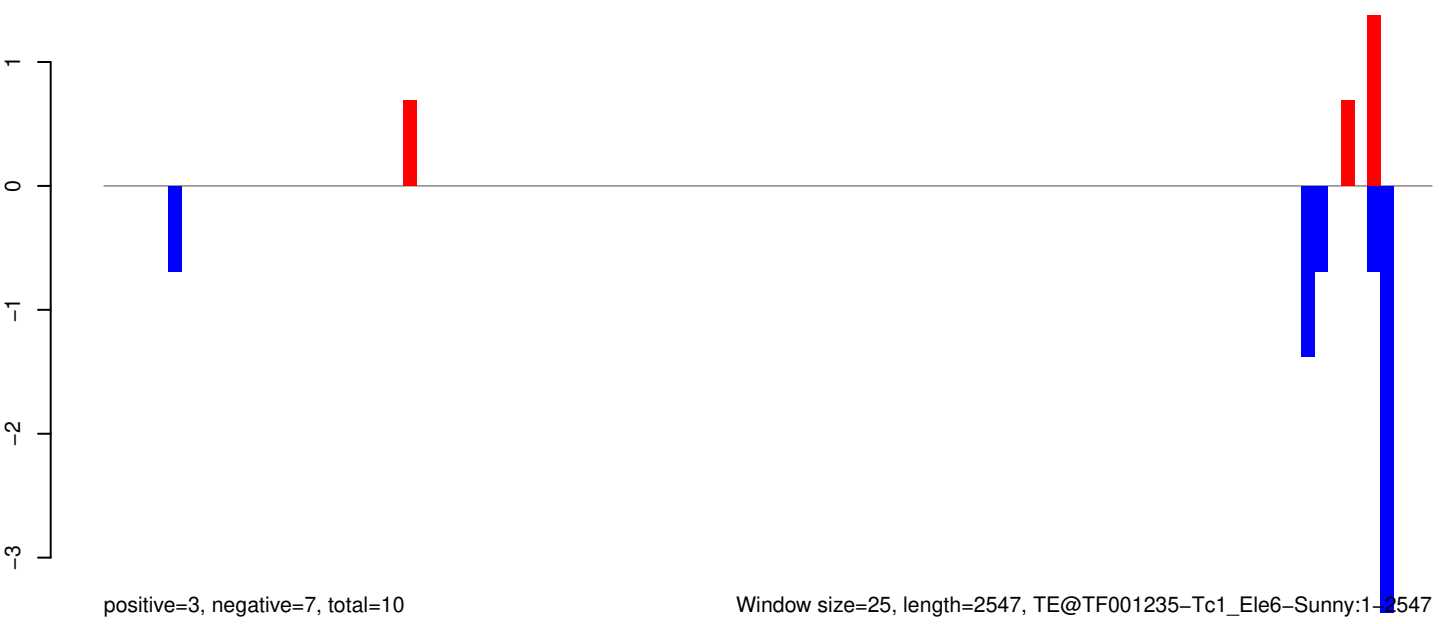 1
0
−1
−2
−3
positive=3, negative=7, total=10
Window size=25, length=2547, TE@TF001235−Tc1_Ele6−Sunny:1−2547